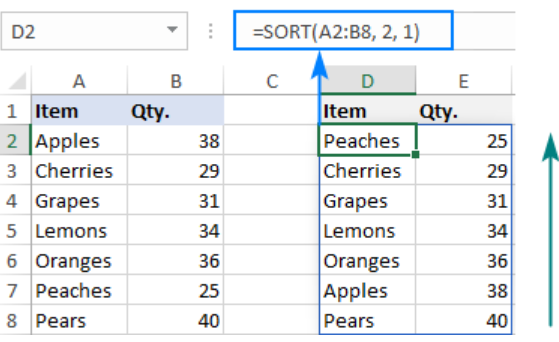 D2 =SORT(A2:B8, 2, 1)
A B C D E
1 Item Qty. Item Qty.
2 Apples 38 Peaches 25
3 Cherries 29 Cherries 29
4 Grapes 31 Grapes 31
5 Lemons 34 Lemons 34
6 Oranges 36 Oranges 36
7 Peaches 25 Apples 38
8 Pears 40 Pears 40